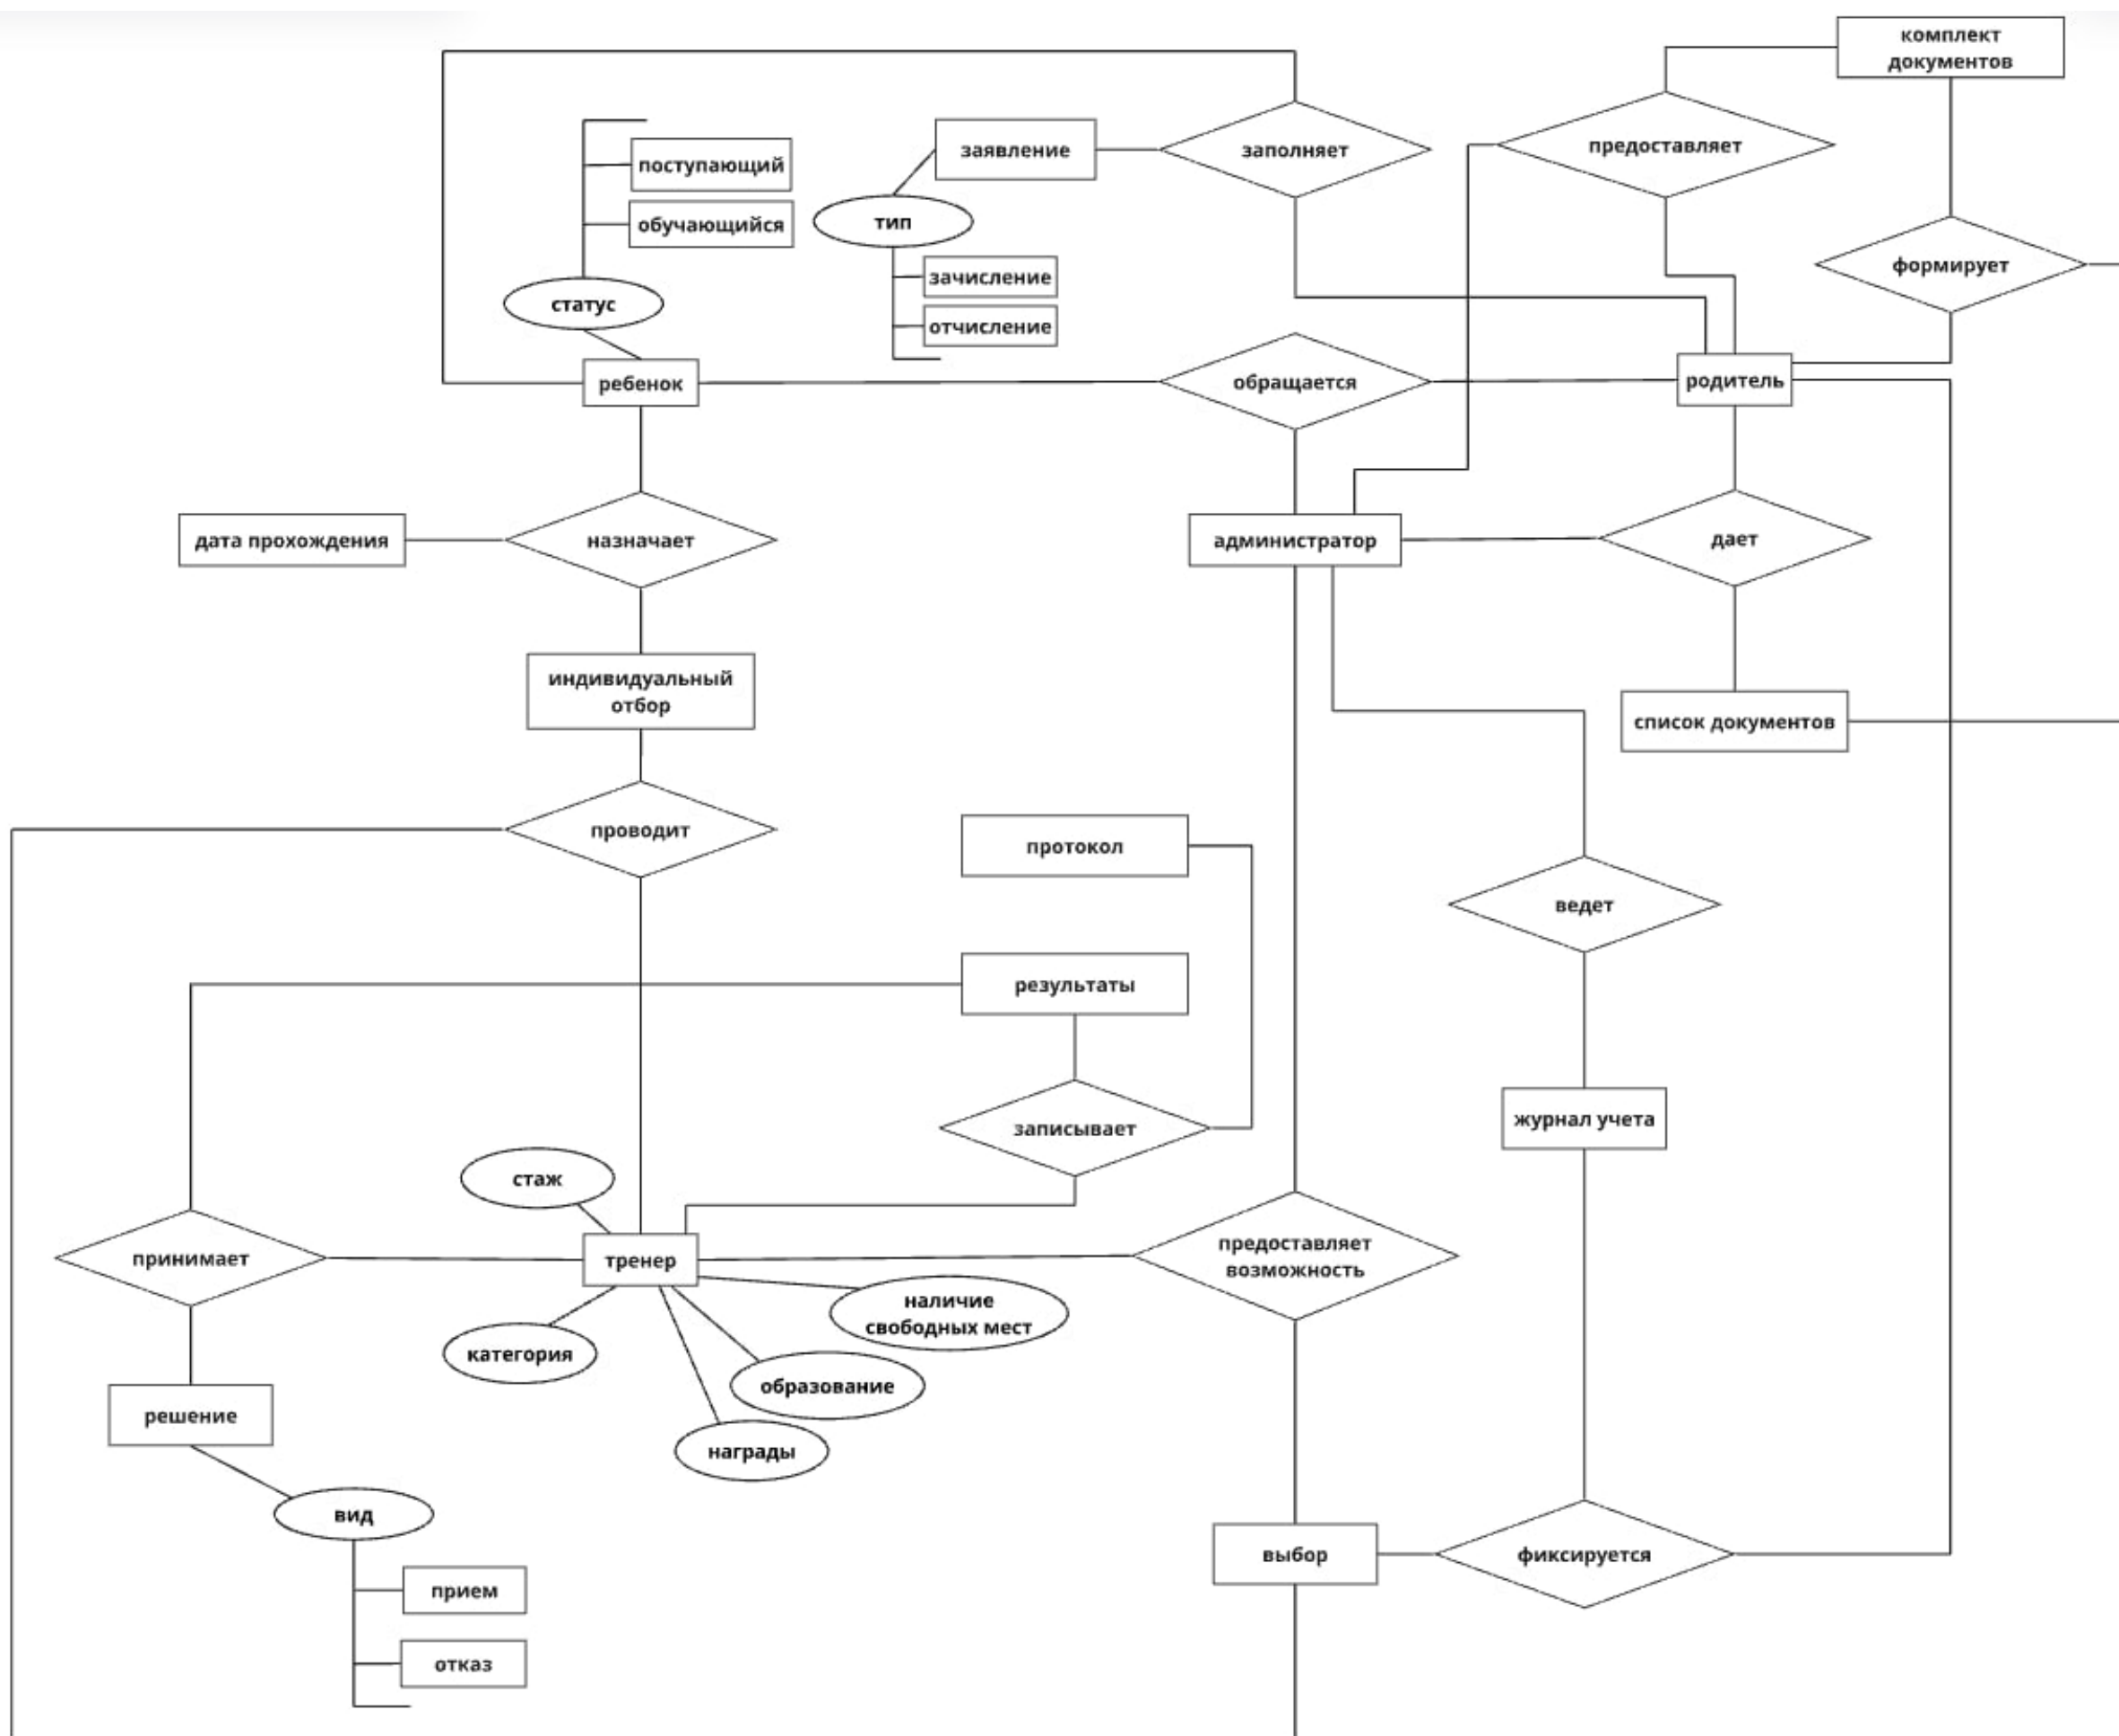 комплект
документов
заявление
заполняет
предоставляет
поступающий
обучающийся
тип
зачисление
формирует
статус
отчисление
ребенок
обращается
родитель
дата прохождения
назначает
администратор
дает
индивидуальный
отбор
список документов
проводит
протокол
ведет
результаты
журнал учета
записывает
стаж
принимает
тренер
предоставляет
возможность
наличие
свободных мест
категория
образование
решение
награды
вид
выбор
фиксируется
прием
отказ